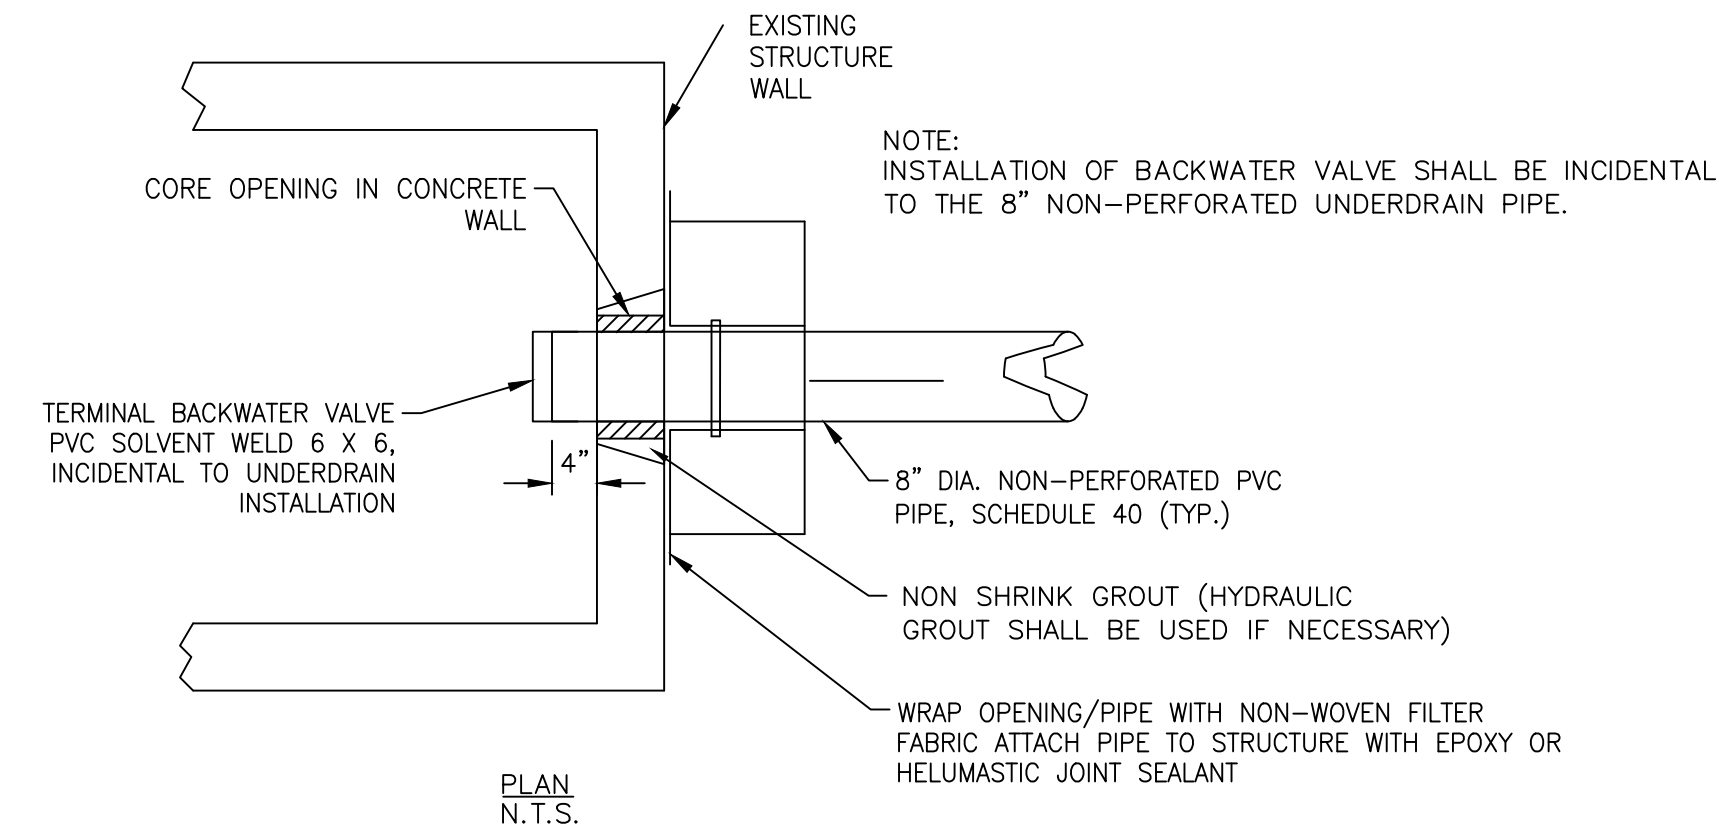 EXISTING
STRUCTURE
WALL
NOTE:
INSTALLATION OF BACKWATER VALVE SHALL BE INCIDENTAL
TO THE 8" NON-PERFORATED UNDERDRAIN PIPE.
CORE OPENING IN CONCRETE
WALL
TERMINAL BACKWATER VALVE
PVC SOLVENT WELD 6 X 6,
INCIDENTAL TO UNDERDRAIN
INSTALLATION
4"
8" DIA. NON-PERFORATED PVC
PIPE, SCHEDULE 40 (TYP.)
NON SHRINK GROUT (HYDRAULIC
GROUT SHALL BE USED IF NECESSARY)
WRAP OPENING/PIPE WITH NON-WOVEN FILTER
FABRIC ATTACH PIPE TO STRUCTURE WITH EPOXY OR
HELUMASTIC JOINT SEALANT
PLAN
N.T.S.